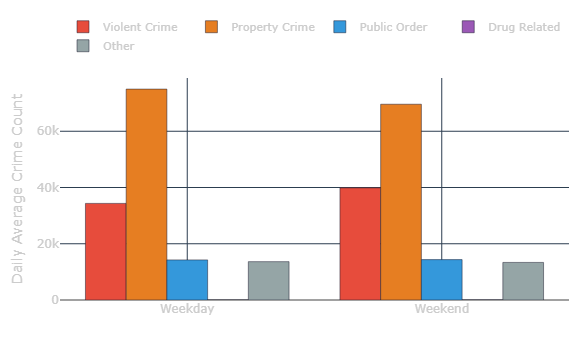 Violent Crime Property Crime Public Order Drug Related
Other
Daily Average Crime Count
60k
40k
20k
0
Weekday Weekend